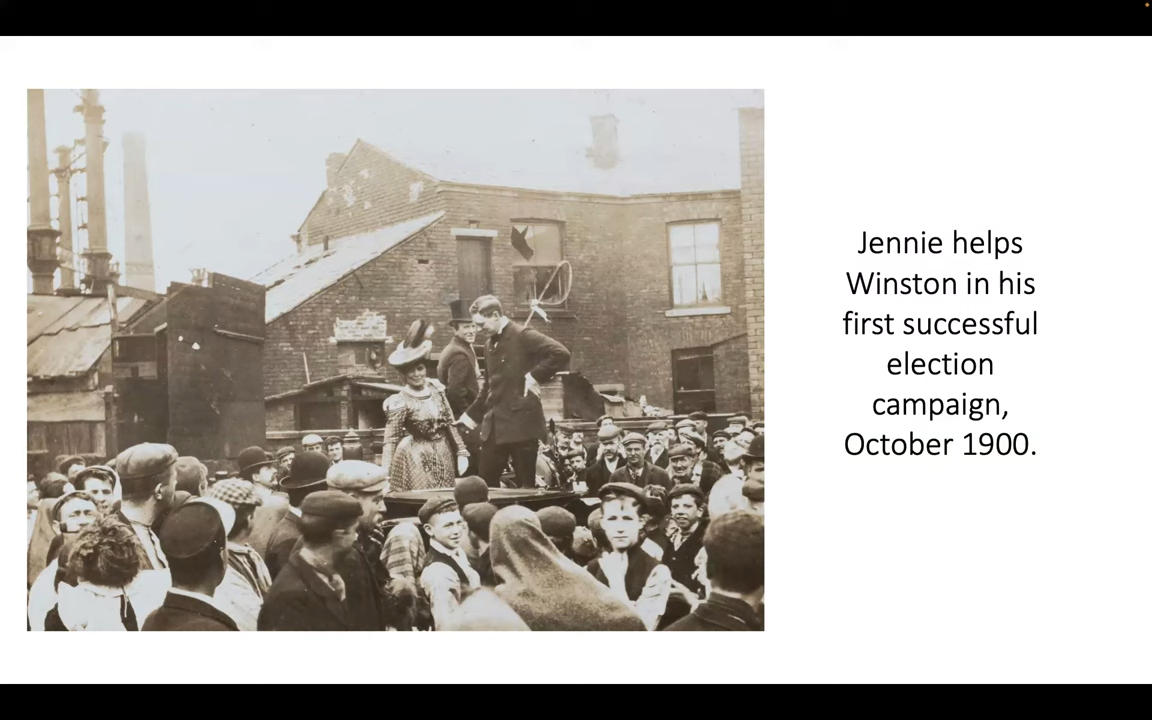 Jennie helps
Winston in his
first successful
election
campaign,
October 1900.